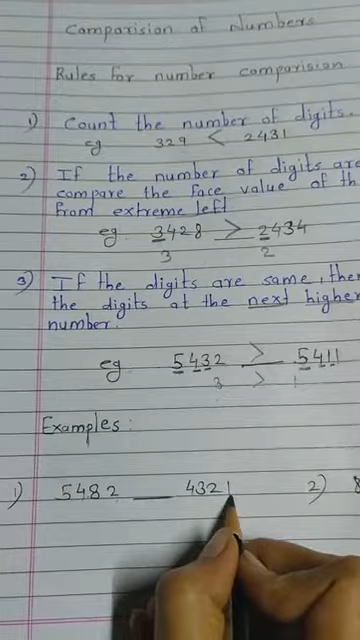 Comparision of Numbers
Rules for number comparision
1) Count the number of digits.
eg 329 < 2431
2) If the number of digits are
compare the face value of
from extreme left
eg. 3428 > 2434
3 2
3) If the digits are same, then
the digits at the next higher
number.
eg 5432 > 5411
3 > 1
Examples:
1) 5482 __ 4321 2)